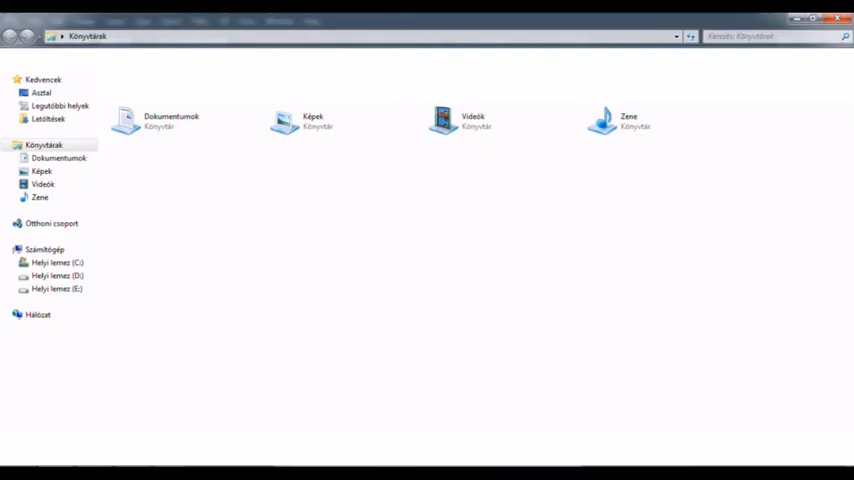 Könyvtárak
Keresés: Könyvtárak
Kedvencek
Asztal
Legutóbbi helyek
Letöltések
Könyvtárak
Dokumentumok
Képek
Videók
Zene
Otthoni csoport
Számítógép
Helyi lemez (C:)
Helyi lemez (D:)
Helyi lemez (E:)
Hálózat
Dokumentumok
Könyvtár
Képek
Könyvtár
Videók
Könyvtár
Zene
Könyvtár